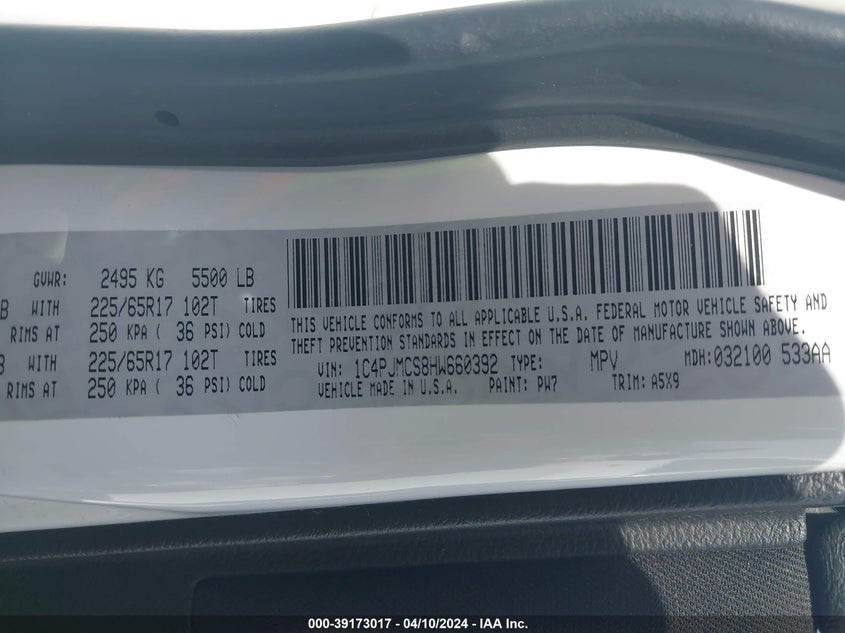 GVWR: 2495 KG 5500 LB
B WITH 225/65R17 102T TIRES
RIMS AT 250 KPA ( 36 PSI) COLD
B WITH 225/65R17 102T TIRES
RIMS AT 250 KPA ( 36 PSI) COLD
THIS VEHICLE CONFORMS TO ALL APPLICABLE U.S.A. FEDERAL MOTOR VEHICLE SAFETY AND
THEFT PREVENTION STANDARDS IN EFFECT ON THE DATE OF MANUFACTURE SHOWN ABOVE.
VIN: 1C4PJMCS8HW660392 TYPE: MPV MDH: 032100 533AA
VEHICLE MADE IN U.S.A. PAINT: PW7 TRIM: A5X9
000-39173017 - 04/10/2024 - IAA Inc.